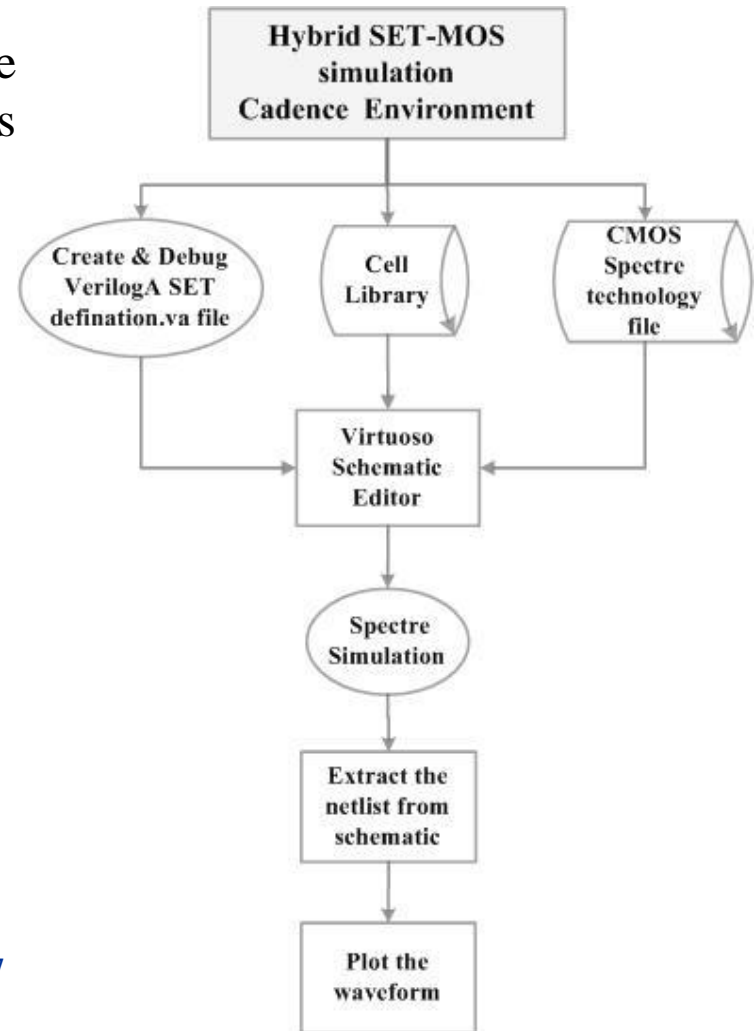 Hybrid SET-MOS
simulation
Cadence Environment
e
s
Create & Debug
VerilogA SET
defination.va file
Cell
Library
CMOS
Spectre
technology
file
Virtuoso
Schematic
Editor
Spectre
Simulation
Extract the
netlist from
schematic
Plot the
waveform